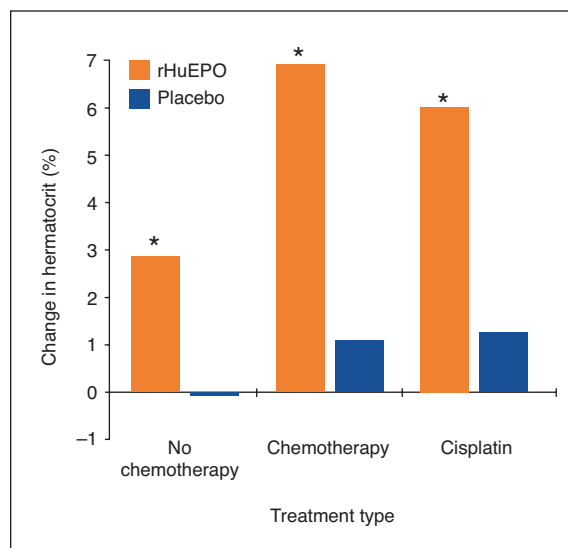 7
6
5
4
3
2
1
0
–1
Change in hermatocrit (%)
rHuEPO
Placebo
*
*
*
No
chemotherapy
Chemotherapy
Cisplatin
Treatment type